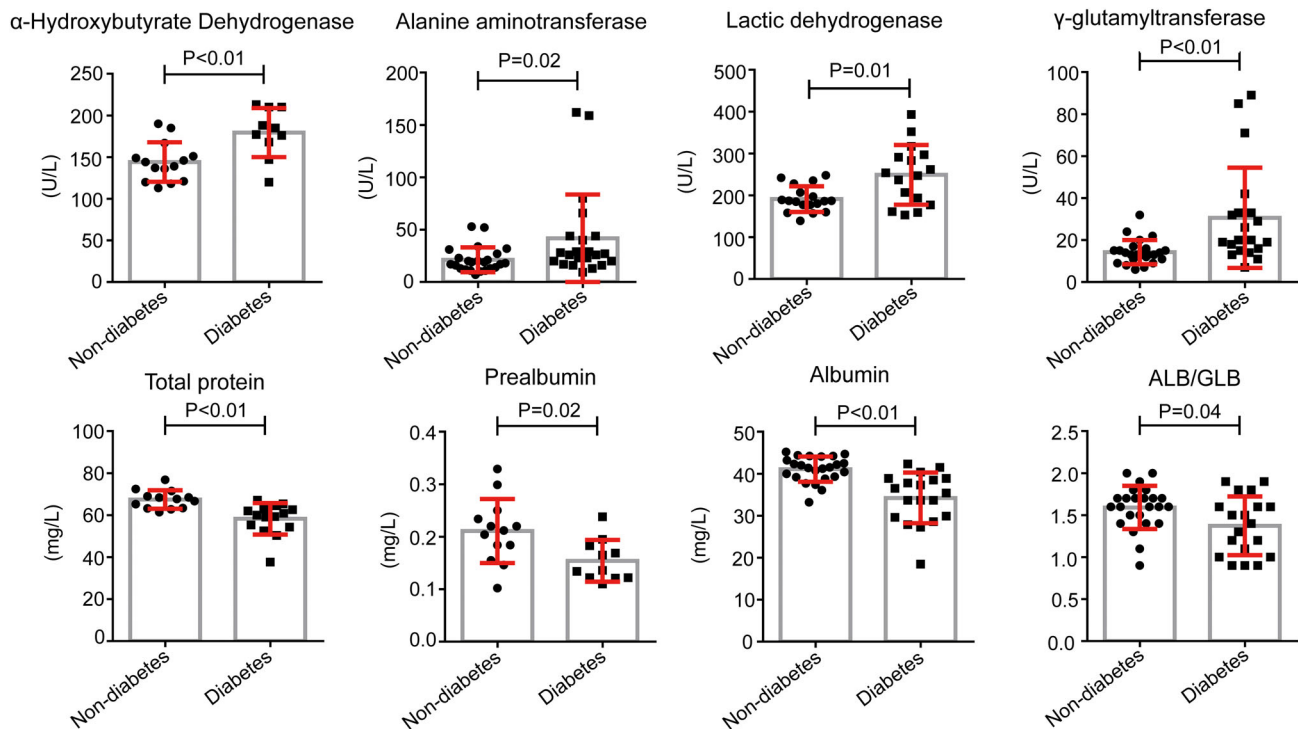 α-Hydroxybutyrate Dehydrogenase
P<0.01
(U/L)
250
200
150
100
50
0
Non-diabetes
Diabetes
Alanine aminotransferase
P=0.02
(U/L)
200
150
100
50
0
Non-diabetes
Diabetes
Lactic dehydrogenase
P=0.01
(U/L)
500
400
300
200
100
0
Non-diabetes
Diabetes
γ-glutamyltransferase
P<0.01
(U/L)
100
80
60
40
20
0
Non-diabetes
Diabetes
Total protein
P<0.01
(mg/L)
100
80
60
40
20
0
Non-diabetes
Diabetes
Prealbumin
P=0.02
(mg/L)
0.4
0.3
0.2
0.1
0.0
Non-diabetes
Diabetes
Albumin
P<0.01
(mg/L)
50
40
30
20
10
0
Non-diabetes
Diabetes
ALB/GLB
P=0.04
2.5
2.0
1.5
1.0
0.5
0.0
Non-diabetes
Diabetes